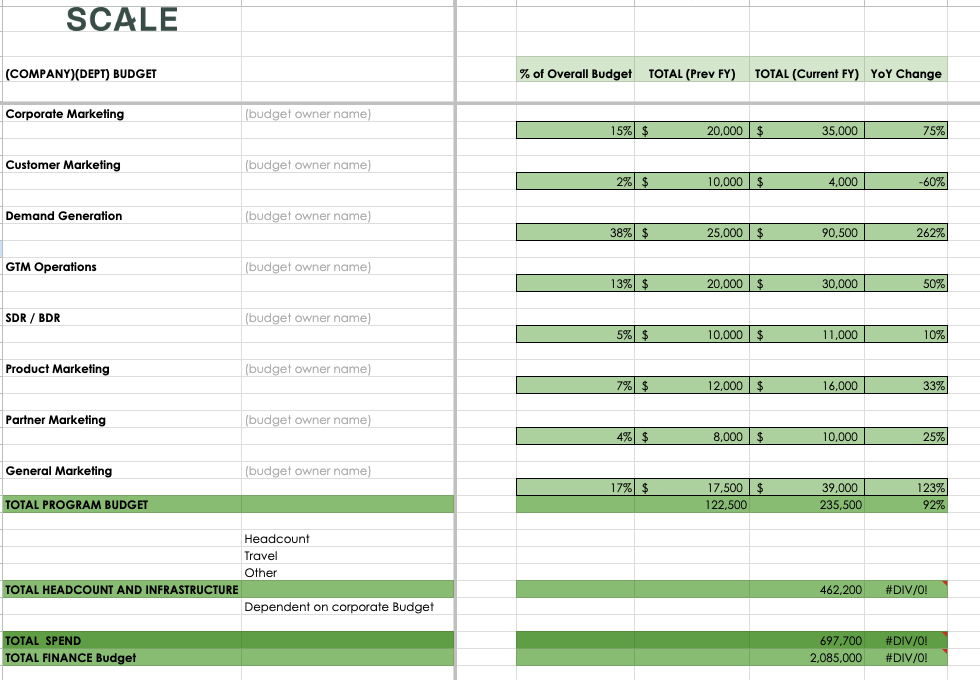 SCALE
(COMPANY)(DEPT) BUDGET % of Overall Budget TOTAL (Prev FY) TOTAL (Current FY) YoY Change
Corporate Marketing (budget owner name)
15% $ 20,000 $ 35,000 75%
Customer Marketing (budget owner name)
2% $ 10,000 $ 4,000 -60%
Demand Generation (budget owner name)
38% $ 25,000 $ 90,500 262%
GTM Operations (budget owner name)
13% $ 20,000 $ 30,000 50%
SDR / BDR (budget owner name)
5% $ 10,000 $ 11,000 10%
Product Marketing (budget owner name)
7% $ 12,000 $ 16,000 33%
Partner Marketing (budget owner name)
4% $ 8,000 $ 10,000 25%
General Marketing (budget owner name)
17% $ 17,500 $ 39,000 123%
TOTAL PROGRAM BUDGET 122,500 235,500 92%
Headcount
Travel
Other
TOTAL HEADCOUNT AND INFRASTRUCTURE 462,200 #DIV/0!
Dependent on corporate Budget
TOTAL SPEND 697,700 #DIV/0!
TOTAL FINANCE Budget 2,085,000 #DIV/0!